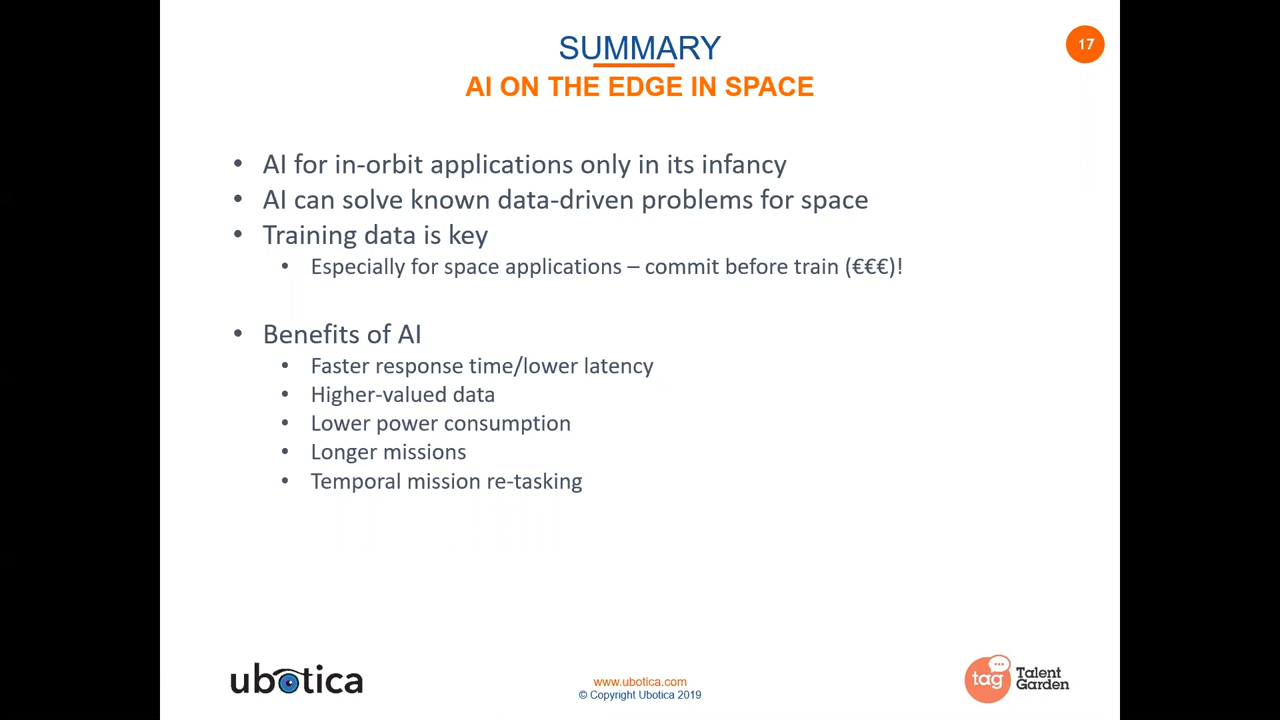 SUMMARY
17
AI ON THE EDGE IN SPACE
• AI for in-orbit applications only in its infancy
• AI can solve known data-driven problems for space
• Training data is key
• Especially for space applications – commit before train (€€€)!
• Benefits of AI
• Faster response time/lower latency
• Higher-valued data
• Lower power consumption
• Longer missions
• Temporal mission re-tasking
ubotica
www.ubotica.com
© Copyright Ubotica 2019
tag
Talent
Garden